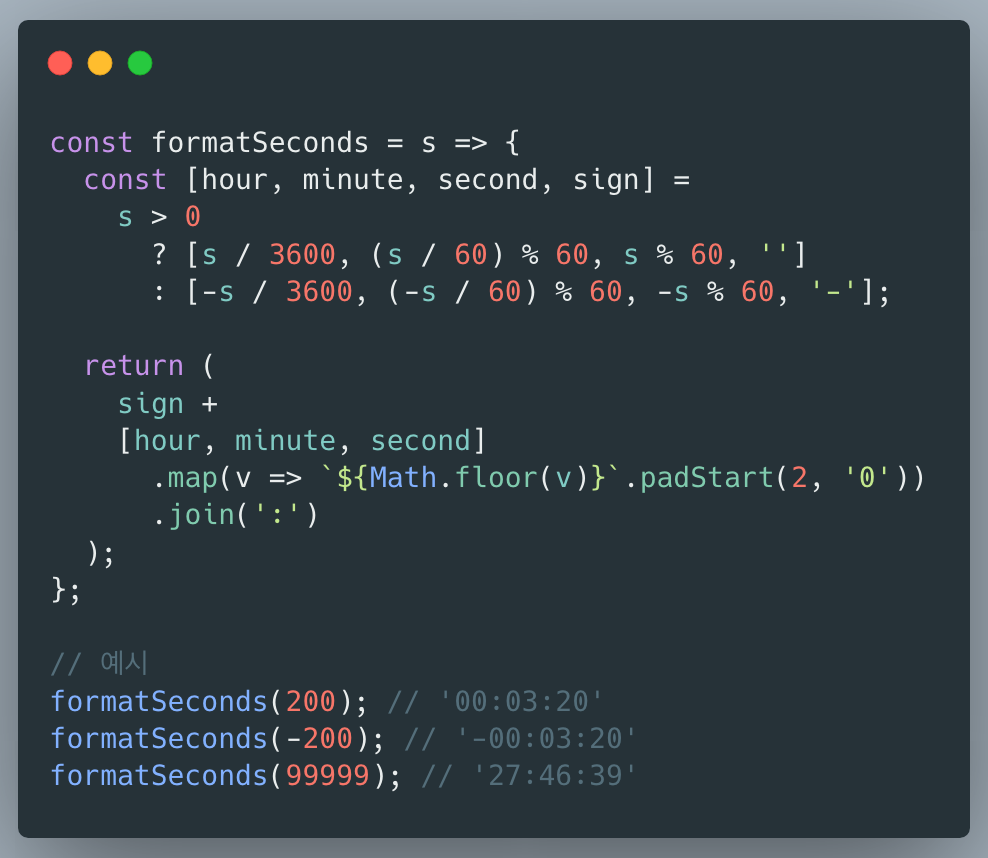 const formatSeconds = s => {
  const [hour, minute, second, sign] =
    s > 0
      ? [s / 3600, (s / 60) % 60, s % 60, '']
      : [-s / 3600, (-s / 60) % 60, -s % 60, '-'];

  return (
    sign +
    [hour, minute, second]
      .map(v => `${Math.floor(v)}`.padStart(2, '0'))
      .join(':')
  );
};

// 예시
formatSeconds(200); // '00:03:20'
formatSeconds(-200); // '-00:03:20'
formatSeconds(99999); // '27:46:39'